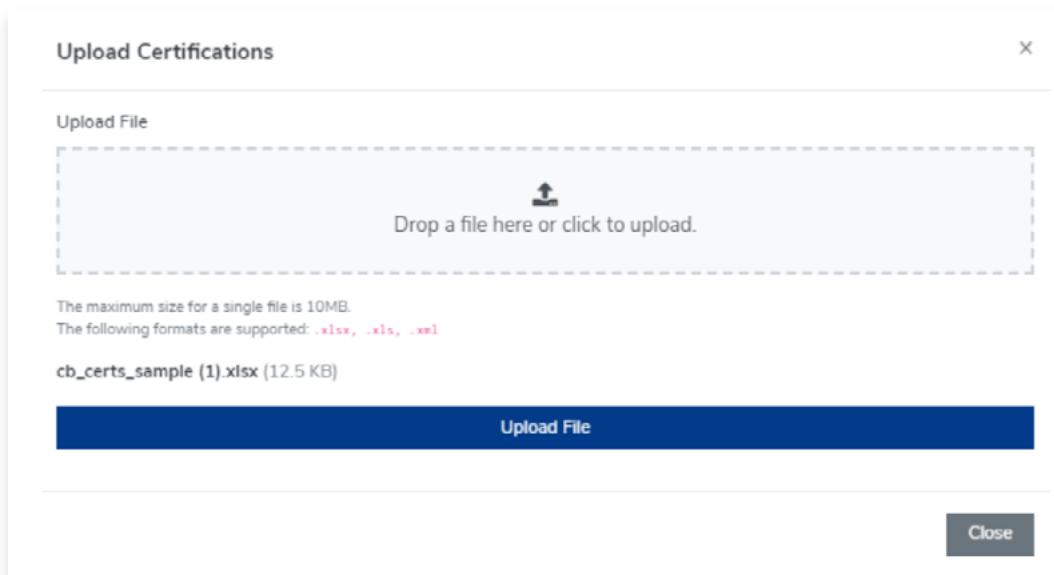 Upload Certifications
×
Upload File
Drop a file here or click to upload.
The maximum size for a single file is 10MB.
The following formats are supported: .xlsx, .xls, .xml
cb_certs_sample (1).xlsx (12.5 KB)
Upload File
Close